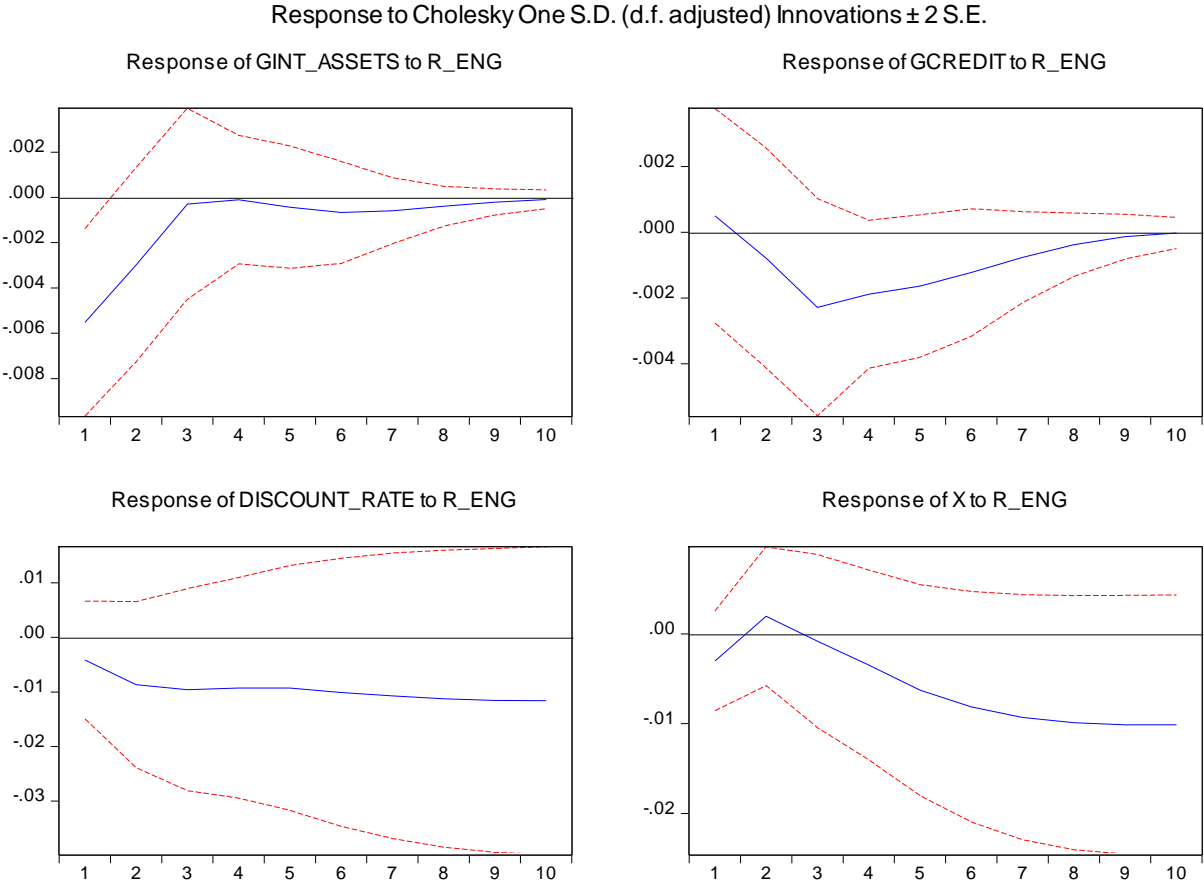 Response to Cholesky One S.D. (d.f. adjusted) Innovations ± 2 S.E.
Response of GINT_ASSETS to R_ENG
.002
.000
-.002
-.004
-.006
-.008
1 2 3 4 5 6 7 8 9 10
Response of GCREDIT to R_ENG
.002
.000
-.002
-.004
1 2 3 4 5 6 7 8 9 10
Response of DISCOUNT_RATE to R_ENG
.01
.00
-.01
-.02
-.03
1 2 3 4 5 6 7 8 9 10
Response of X to R_ENG
.00
-.01
-.02
1 2 3 4 5 6 7 8 9 10